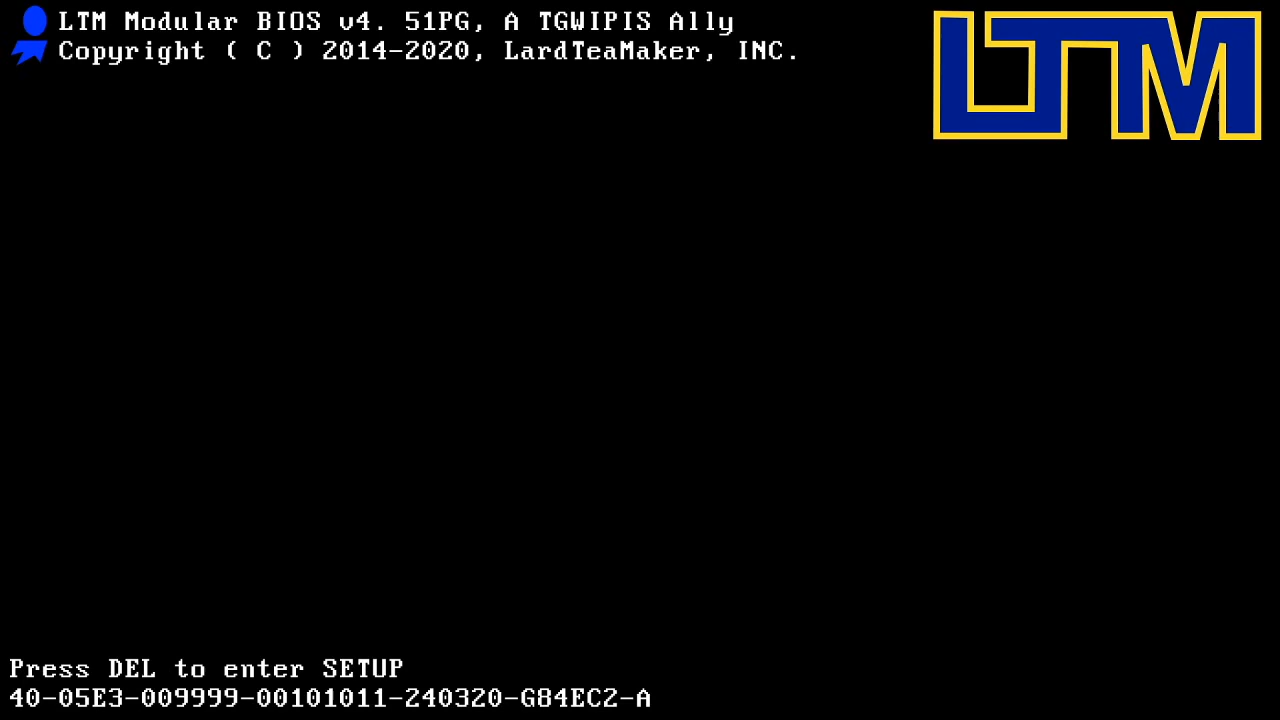 LTM Modular BIOS v4. 51PG, A TGWIPIS Ally
Copyright ( C ) 2014-2020, LardTeaMaker, INC.
LTM
Press DEL to enter SETUP
40-05E3-009999-00101011-240320-G84EC2-A